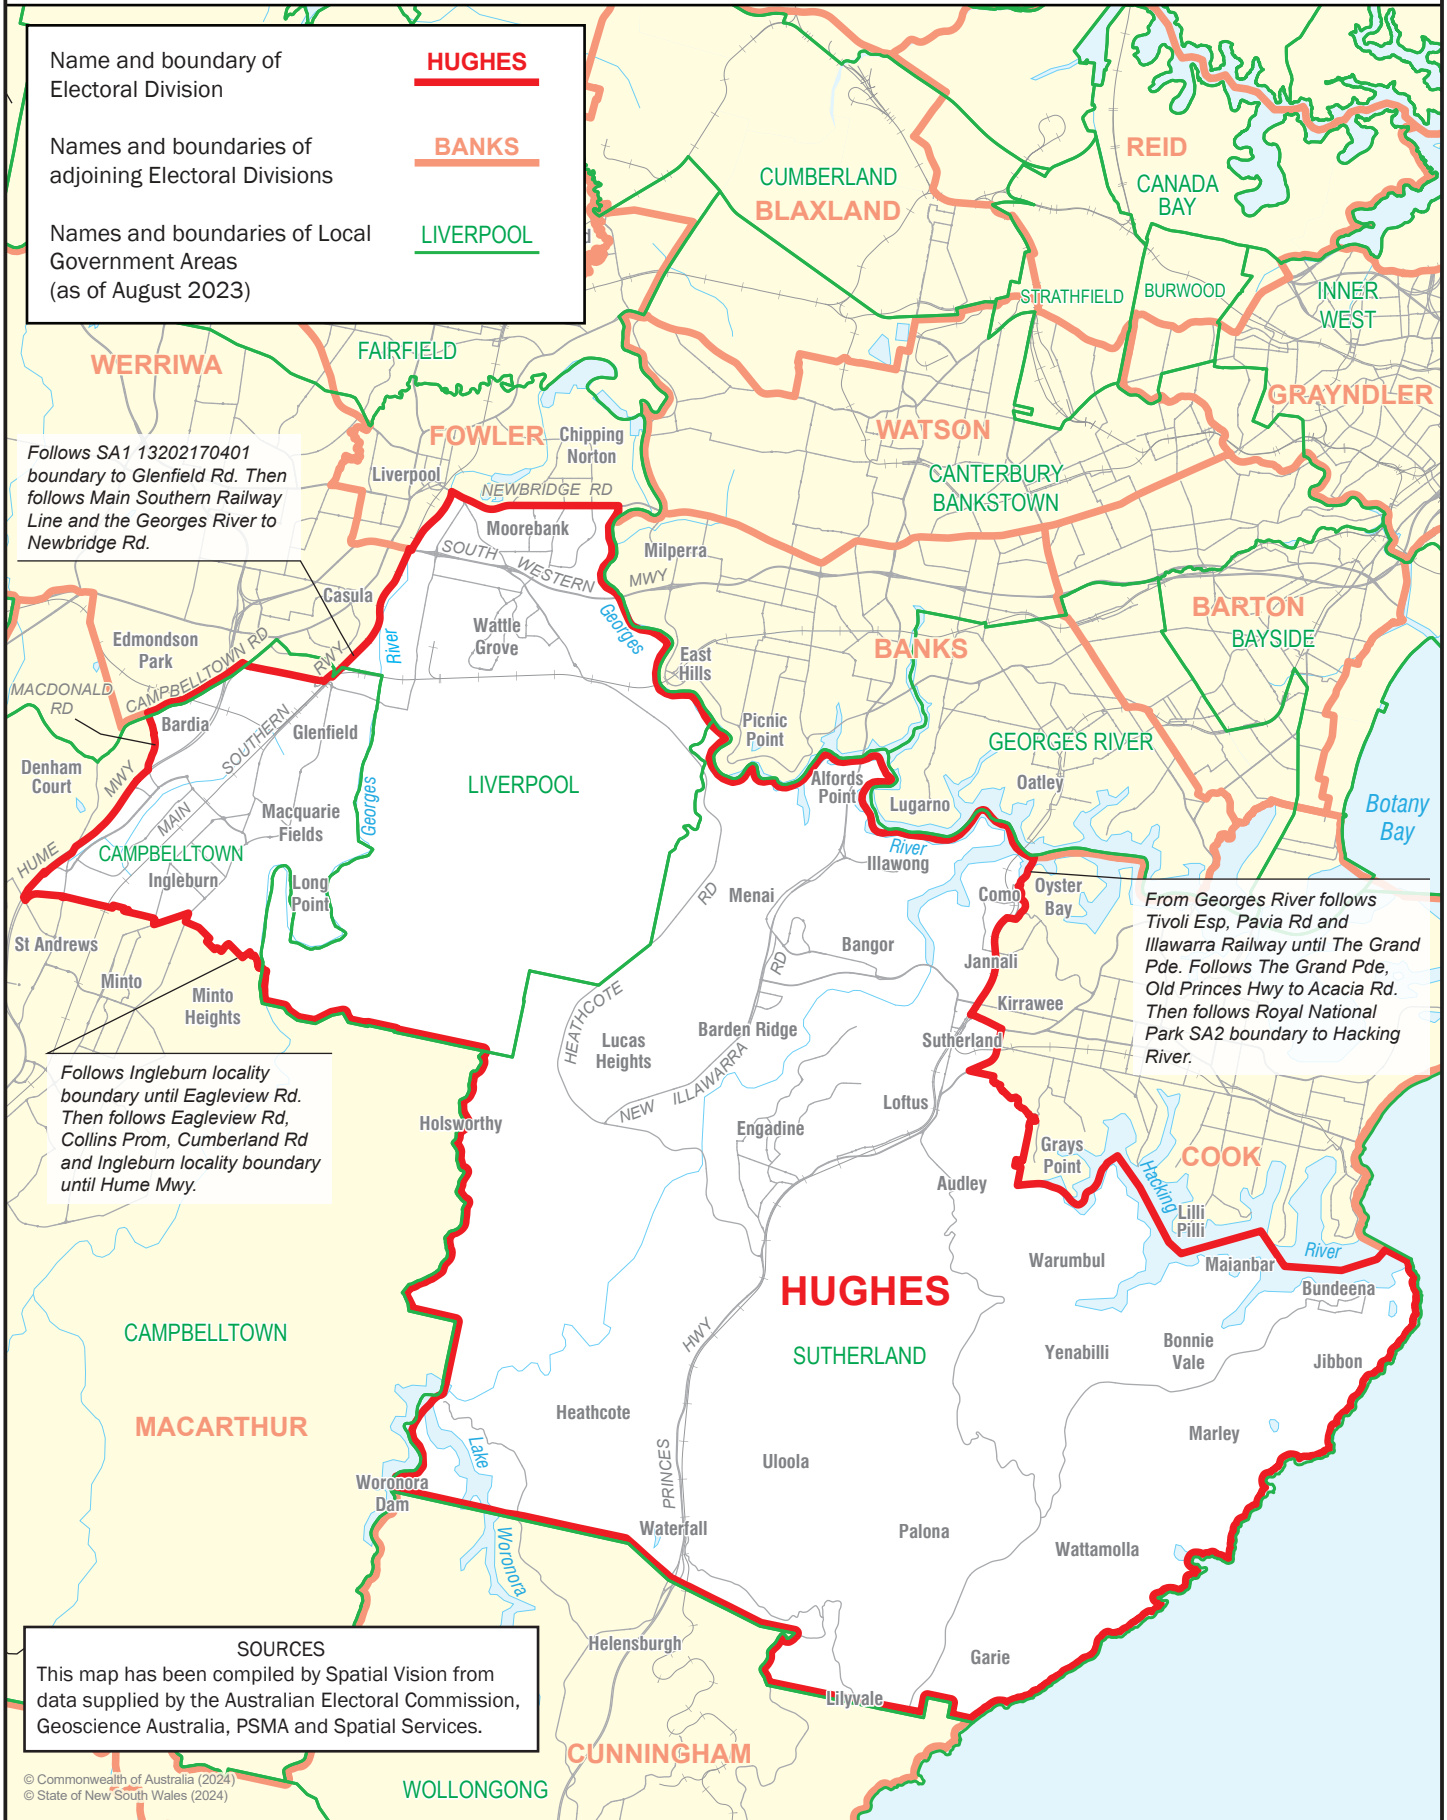 Name and boundary of
Electoral Division
HUGHES
Names and boundaries of
adjoining Electoral Divisions
BANKS
Names and boundaries of Local
Government Areas
(as of August 2023)
LIVERPOOL
REID
CANADA
BAY
CUMBERLAND
BLAXLAND
STRATHFIELD
BURWOOD
INNER
WEST
WERRIWA
FAIRFIELD
GRAYNDLER
FOWLER
Chipping
Norton
WATSON
CANTERBURY
BANKSTOWN
Liverpool
NEWBRIDGE RD
Moorebank
Follows SA1 13202170401
boundary to Glenfield Rd. Then
follows Main Southern Railway
Line and the Georges River to
Newbridge Rd.
SOUTH
WESTERN
MWY
Milperra
Casula
Georges
River
Wattle
Grove
East
Hills
BANKS
BARTON
BAYSIDE
Edmondson
Park
CAMPBELLTOWN RD
RWY
MACDONALD
RD
Bardia
SOUTHERN
Glenfield
Picnic
Point
GEORGES RIVER
Denham
Court
MWY
LIVERPOOL
Alfords
Point
Oatley
Lugarno
Botany
Bay
MAIN
Macquarie
Fields
Georges
HUME
CAMPBELLTOWN
Ingleburn
Long
Point
River
Illawong
Menai
RD
Como
Oyster
Bay
From Georges River follows
Tivoli Esp, Pavia Rd and
Illawarra Railway until The Grand
Pde. Follows The Grand Pde,
Old Princes Hwy to Acacia Rd.
Then follows Royal National
Park SA2 boundary to Hacking
River.
St Andrews
Bangor
RD
Jannali
Minto
Minto
Heights
Kirrawee
HEATHCOTE
Lucas
Heights
Barden Ridge
Sutherland
Follows Ingleburn locality
boundary until Eagleview Rd.
Then follows Eagleview Rd,
Collins Prom, Cumberland Rd
and Ingleburn locality boundary
until Hume Mwy.
NEW ILLAWARRA
Holsworthy
Engadine
Loftus
Grays
Point
COOK
Audley
Hacking
Lilli
Pilli
River
Warumbul
Maianbar
Bundeena
HUGHES
CAMPBELLTOWN
HWY
SUTHERLAND
Yenabilli
Bonnie
Vale
Jibbon
MACARTHUR
Heathcote
Marley
Lake
PRINCES
Uloola
Woronora
Dam
Waterfall
Palona
Woronora
Wattamolla
Helensburgh
Garie
SOURCES
This map has been compiled by Spatial Vision from
data supplied by the Australian Electoral Commission,
Geoscience Australia, PSMA and Spatial Services.
Lilyvale
CUNNINGHAM
WOLLONGONG
© Commonwealth of Australia (2024)
© State of New South Wales (2024)